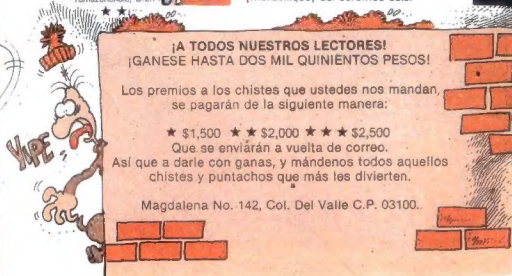 ¡A TODOS NUESTROS LECTORES!
¡GANESE HASTA DOS MIL QUINIENTOS PESOS!
Los premios a los chistes que ustedes nos mandan,
se pagarán de la siguiente manera:
★ $1,500 ★ ★ $2,000 ★ ★ ★ $2,500
Que se enviarán a vuelta de correo.
Así que a darle con ganas, y mándenos todos aquellos
chistes y puntachos que más les divierten.
YUPE
Magdalena No. 142, Col. Del Valle C.P. 03100.